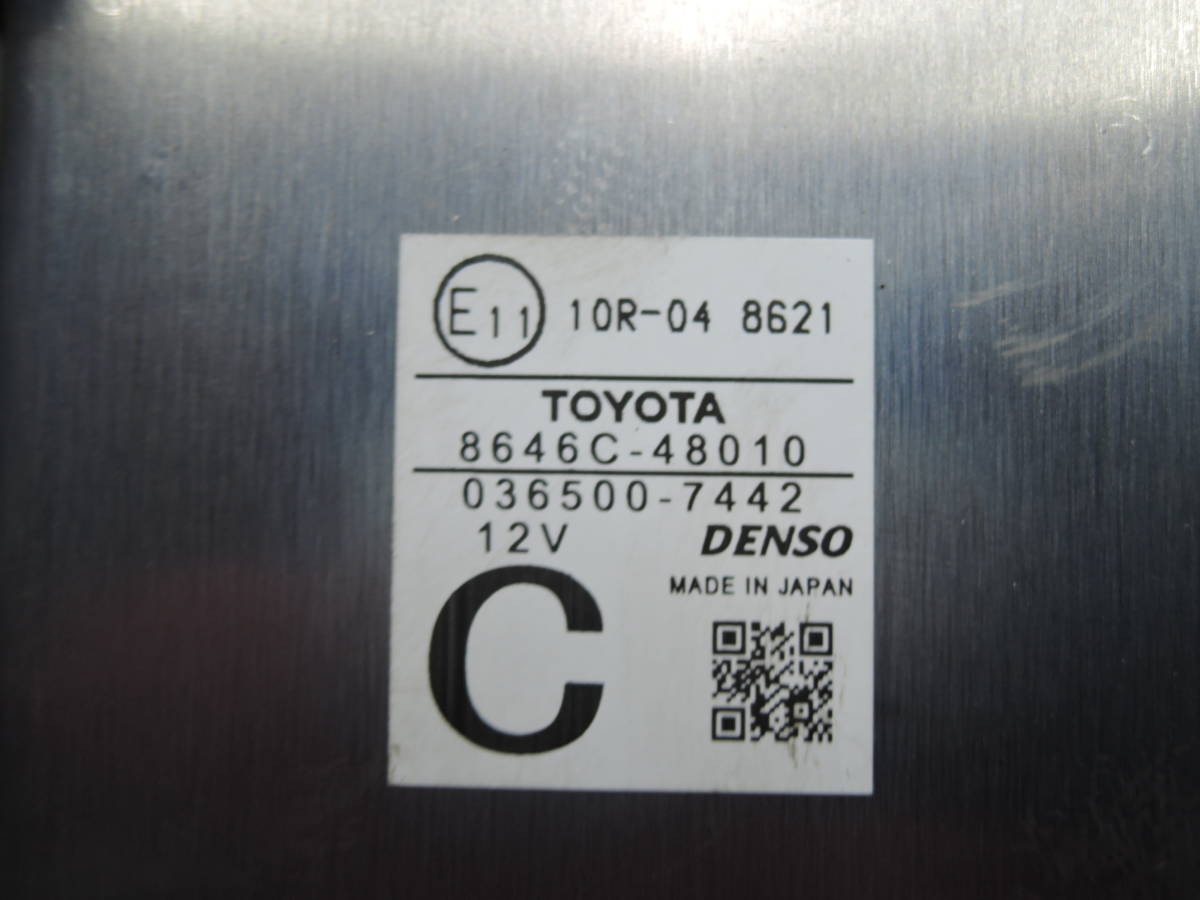 E11 10R-04 8621
TOYOTA
8646C-48010
036500-7442
12V DENSO
MADE IN JAPAN
C